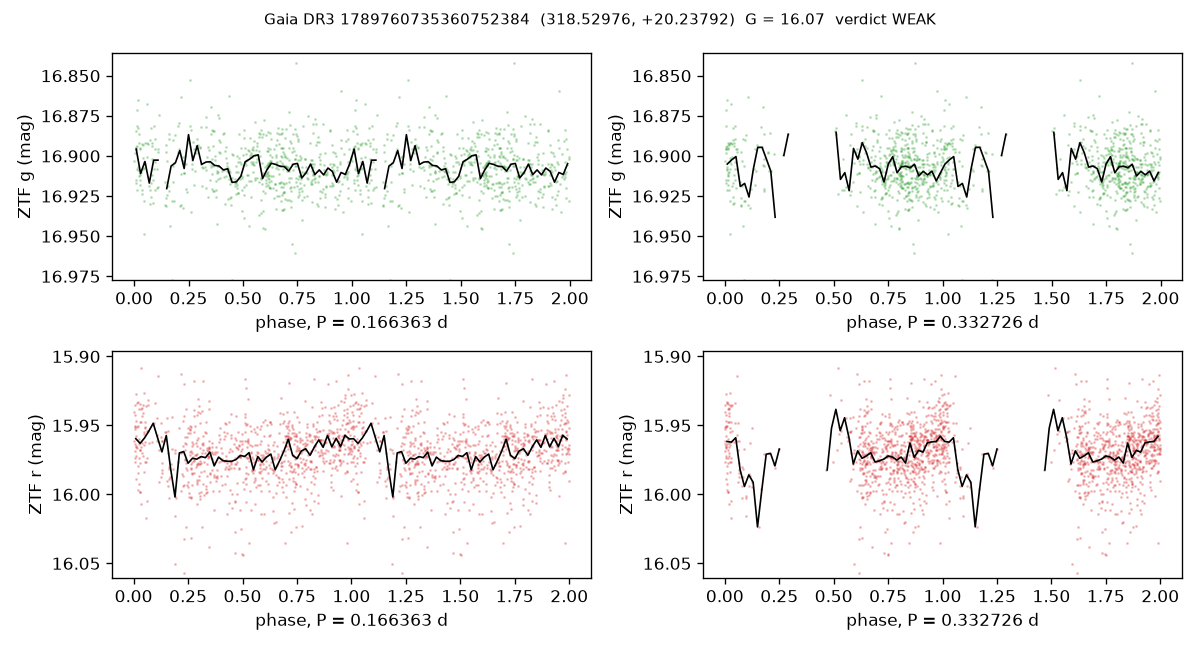 Gaia DR3 1789760735360752384 (318.52976, +20.23792) G = 16.07 verdict WEAK
ZTF g (mag)
16.850
16.875
16.900
16.925
16.950
16.975
0.00 0.25 0.50 0.75 1.00 1.25 1.50 1.75 2.00
phase, P = 0.166363 d
ZTF g (mag)
16.850
16.875
16.900
16.925
16.950
16.975
0.00 0.25 0.50 0.75 1.00 1.25 1.50 1.75 2.00
phase, P = 0.332726 d
ZTF r (mag)
15.90
15.95
16.00
16.05
0.00 0.25 0.50 0.75 1.00 1.25 1.50 1.75 2.00
phase, P = 0.166363 d
ZTF r (mag)
15.90
15.95
16.00
16.05
0.00 0.25 0.50 0.75 1.00 1.25 1.50 1.75 2.00
phase, P = 0.332726 d